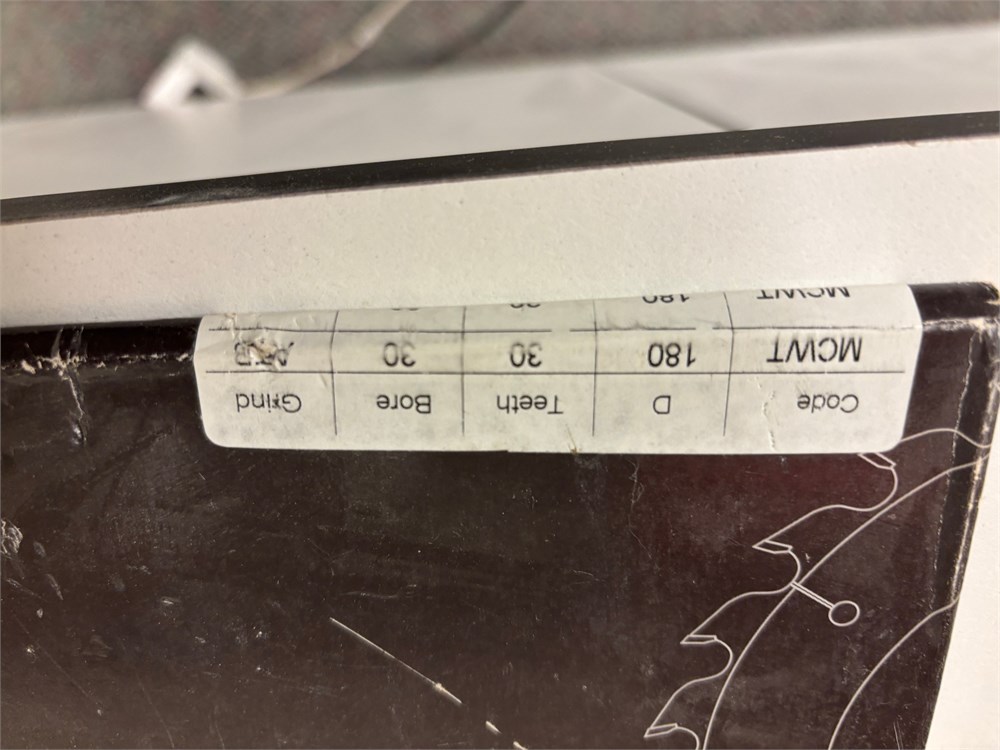 Code D Teeth Bore Grind
MCWT 180 30 30
MCWT 180